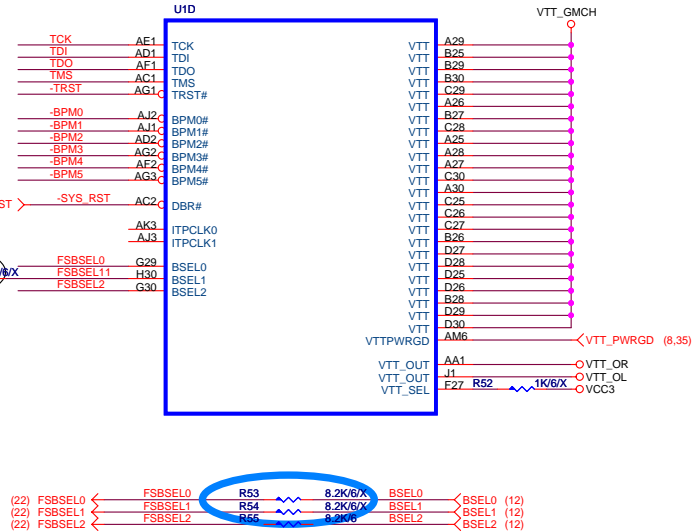 U1D
VTT_GMCH
TCK AE1 TCK VTT A29
TDI AD1 TDI VTT B25
TDO AF1 TDO VTT B29
TMS AC1 TMS VTT B30
-TRST AG1 TRST# VTT C29
VTT A26
-BPM0 AJ2 BPM0# VTT B27
-BPM1 AJ1 BPM1# VTT C28
-BPM2 AD2 BPM2# VTT A25
-BPM3 AG2 BPM3# VTT A28
-BPM4 AF2 BPM4# VTT A27
-BPM5 AG3 BPM5# VTT C30
VTT A30
ST -SYS_RST AC2 DBR# VTT C25
VTT C26
AK3 ITPCLK0 VTT C27
AJ3 ITPCLK1 VTT B26
VTT D27
FSBSEL0 G29 BSEL0 VTT D28
6/X FSBSEL11 H30 BSEL1 VTT D25
FSBSEL2 G30 BSEL2 VTT D26
VTT B28
VTT D29
VTT D30
VTTPWRGD AM6 VTT_PWRGD (8,35)
VTT_OUT AA1 VTT_OR
VTT_OUT J1 VTT_OL
VTT_SEL F27 R52 1K/6/X VCC3
(22) FSBSEL0 FSBSEL0 R53 8.2K/6/X BSEL0 BSEL0 (12)
(22) FSBSEL1 FSBSEL1 R54 8.2K/6/X BSEL1 BSEL1 (12)
(22) FSBSEL2 FSBSEL2 R55 8.2K/6 BSEL2 BSEL2 (12)